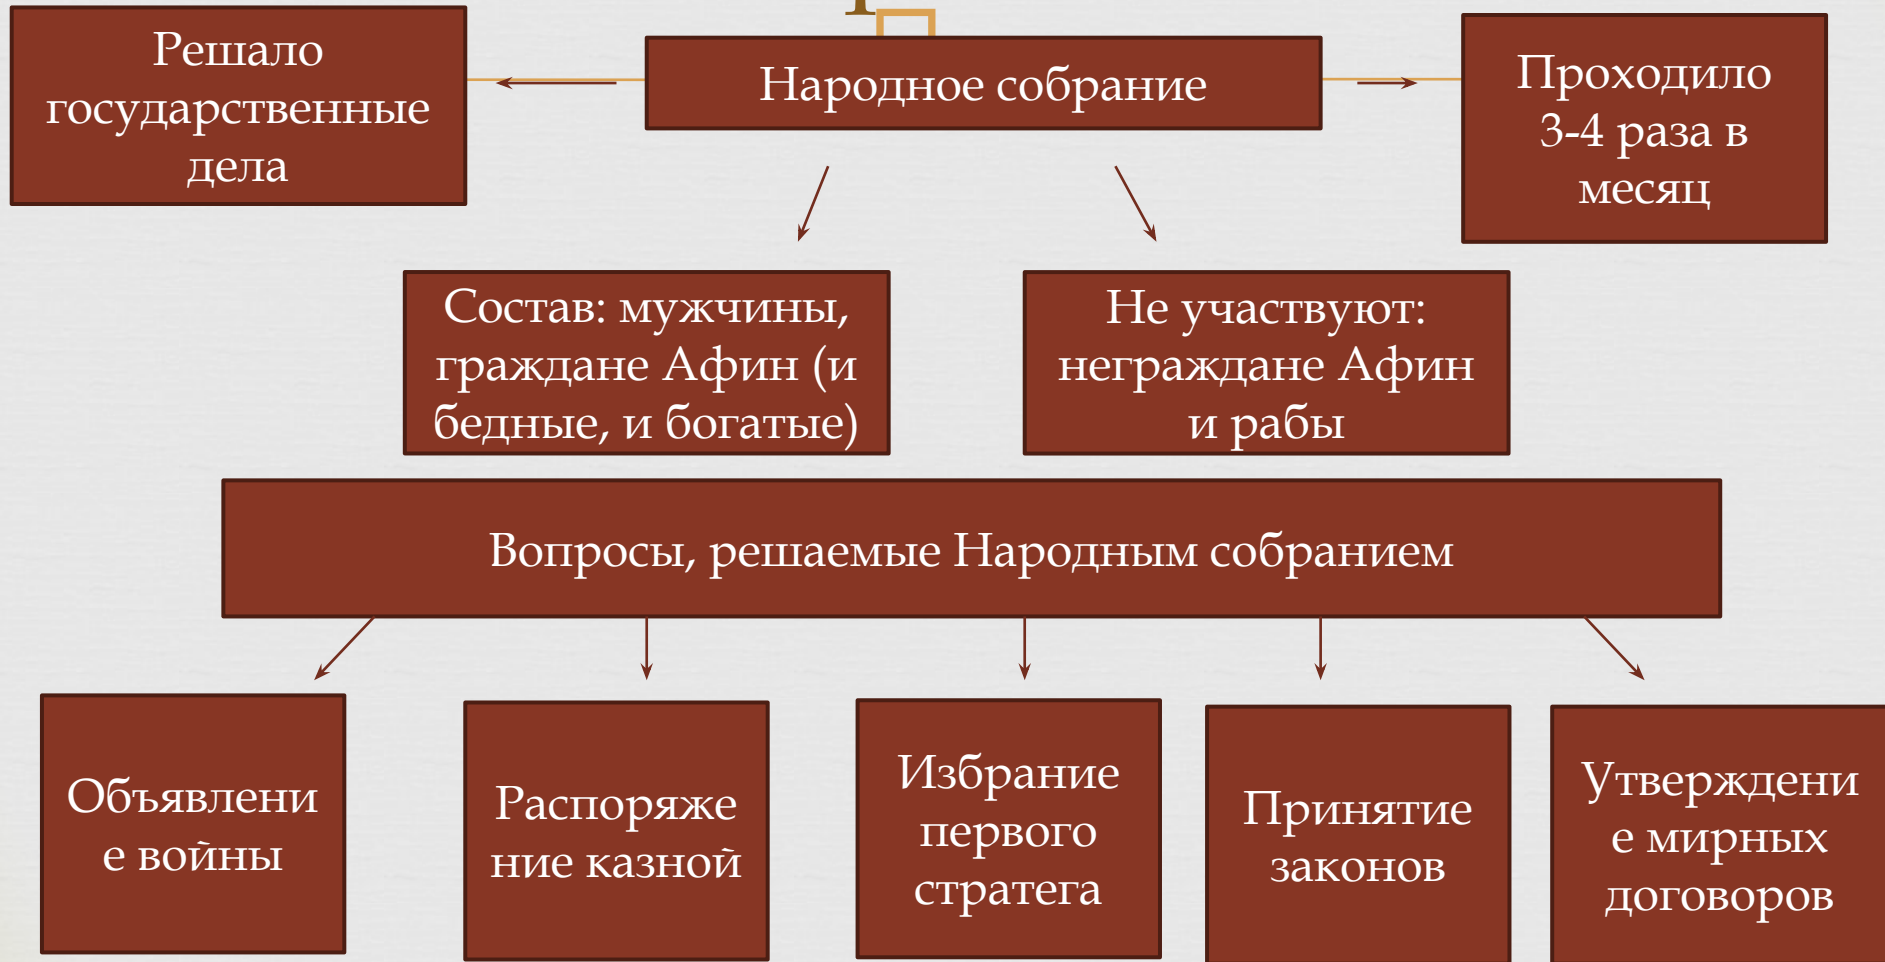 Решало
государственные
дела
Народное собрание
Проходило
3-4 раза в
месяц
Состав: мужчины,
граждане Афин (и
бедные, и богатые)
Не участвуют:
неграждане Афин
и рабы
Вопросы, решаемые Народным собранием
Объявлени
е войны
Распоряже
ние казной
Избрание
первого
стратега
Принятие
законов
Утверждени
е мирных
договоров